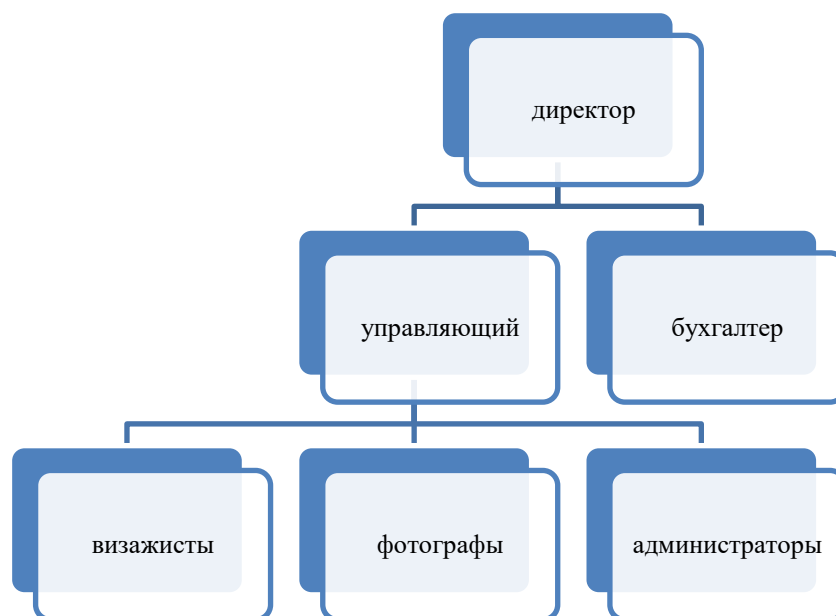 директор
управляющий
бухгалтер
визажисты
фотографы
администраторы